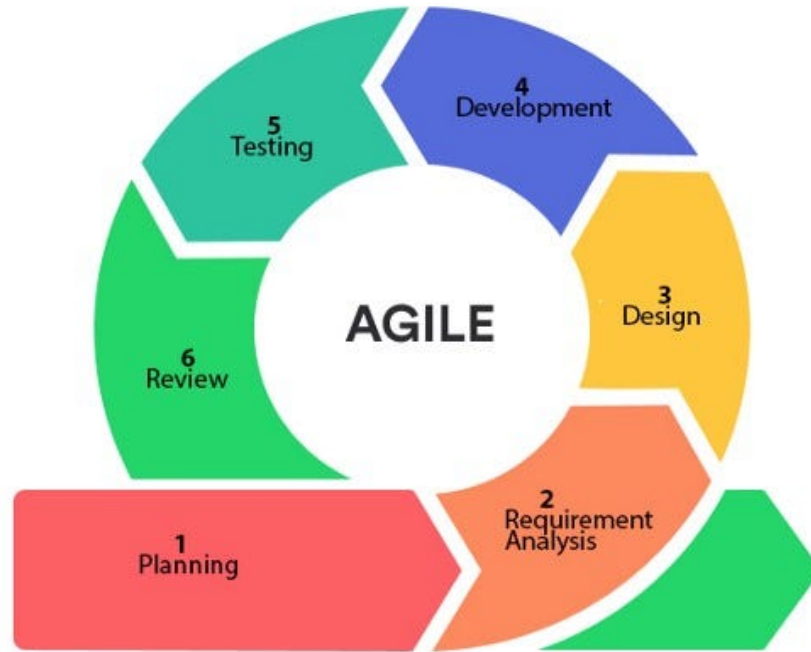 4
Development
5
Testing
3
Design
AGILE
6
Review
2
Requirement
Analysis
1
Planning